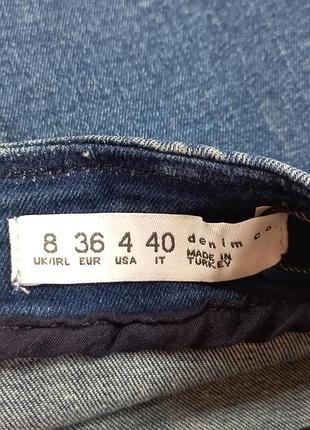 8 36 4 40 denim co.
UK/IRL EUR USA IT MADE IN
TURKEY